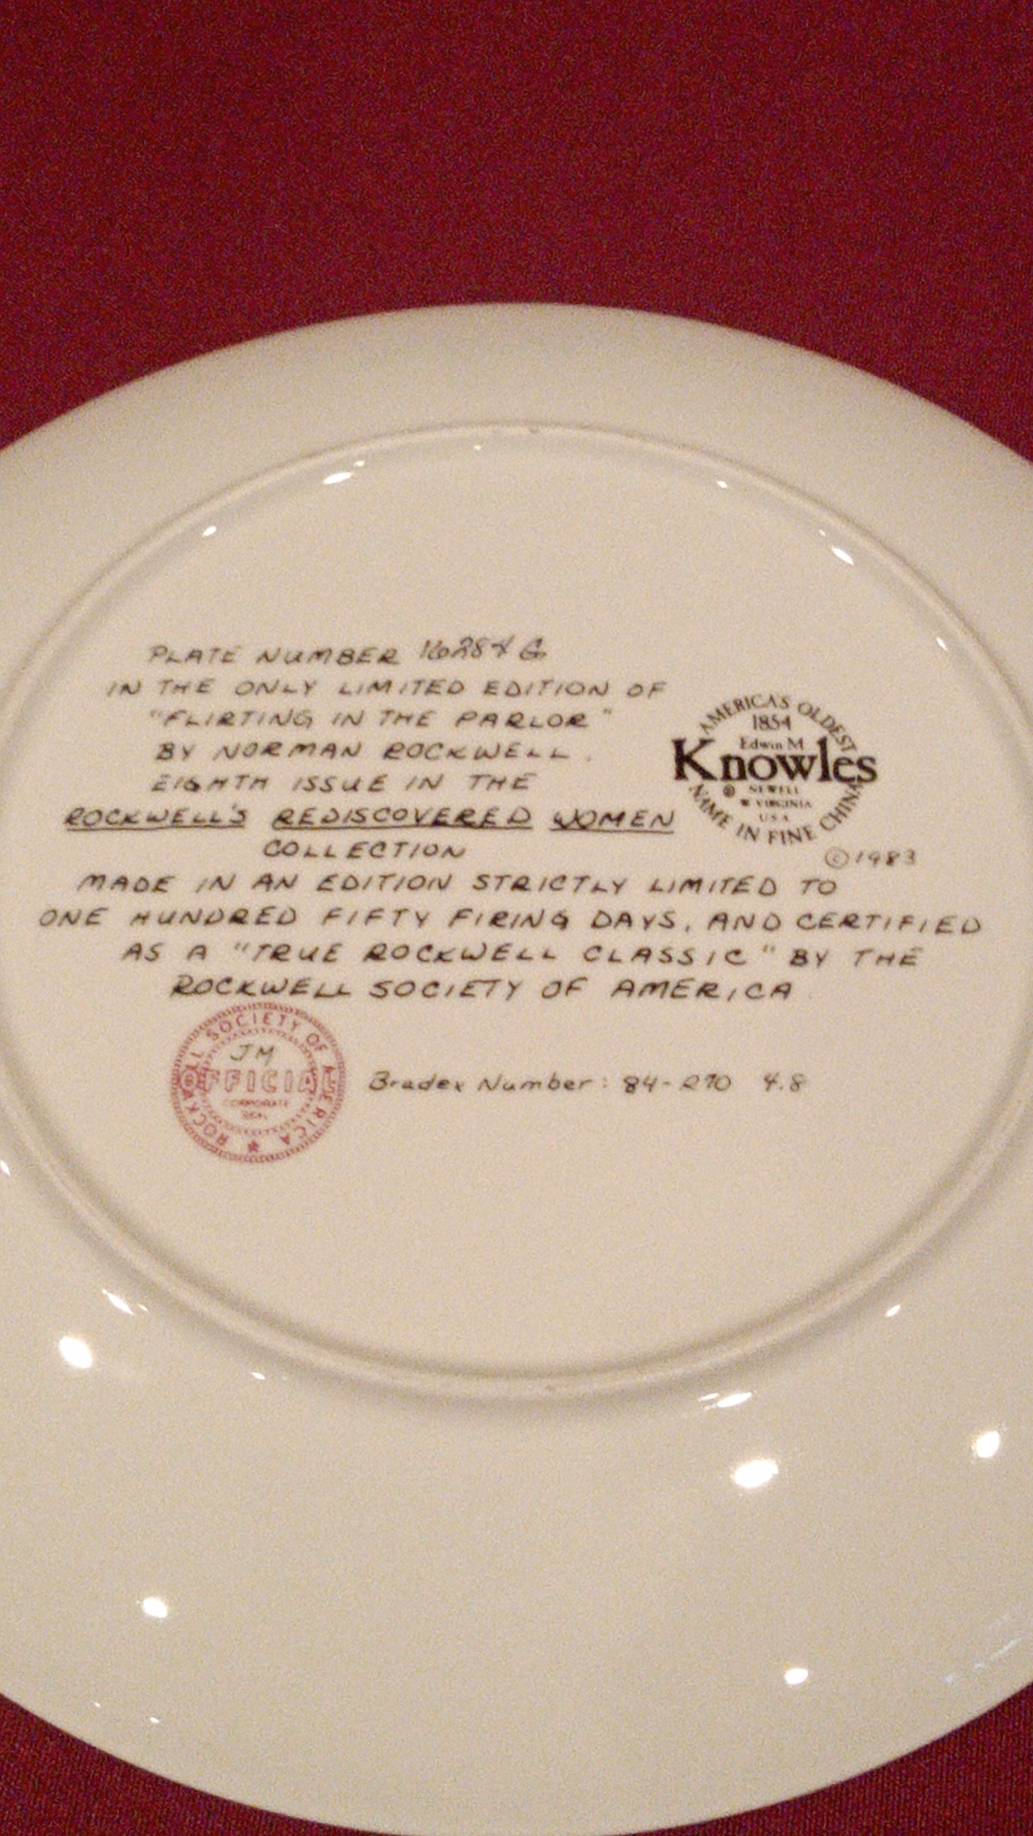 PLATE NUMBER 16284 G
IN THE ONLY LIMITED EDITION OF
"FLIRTING IN THE PARLOR"
BY NORMAN ROCKWELL.
EIGHTH ISSUE IN THE
ROCKWELL'S REDISCOVERED WOMEN
COLLECTION
MADE IN AN EDITION STRICTLY LIMITED TO
ONE HUNDRED FIFTY FIRING DAYS, AND CERTIFIED
AS A "TRUE ROCKWELL CLASSIC" BY THE
ROCKWELL SOCIETY OF AMERICA
AMERICA'S OLDEST
1854
Edwin M
Knowles
®
NEWELL
W VIRGINIA
USA
NAME IN FINE CHINA
©1983
ROCKWELL SOCIETY OF AMERICA
JM
OFFICIAL
CORPORATE
SEAL
Bradex Number: 84-R70 4.8